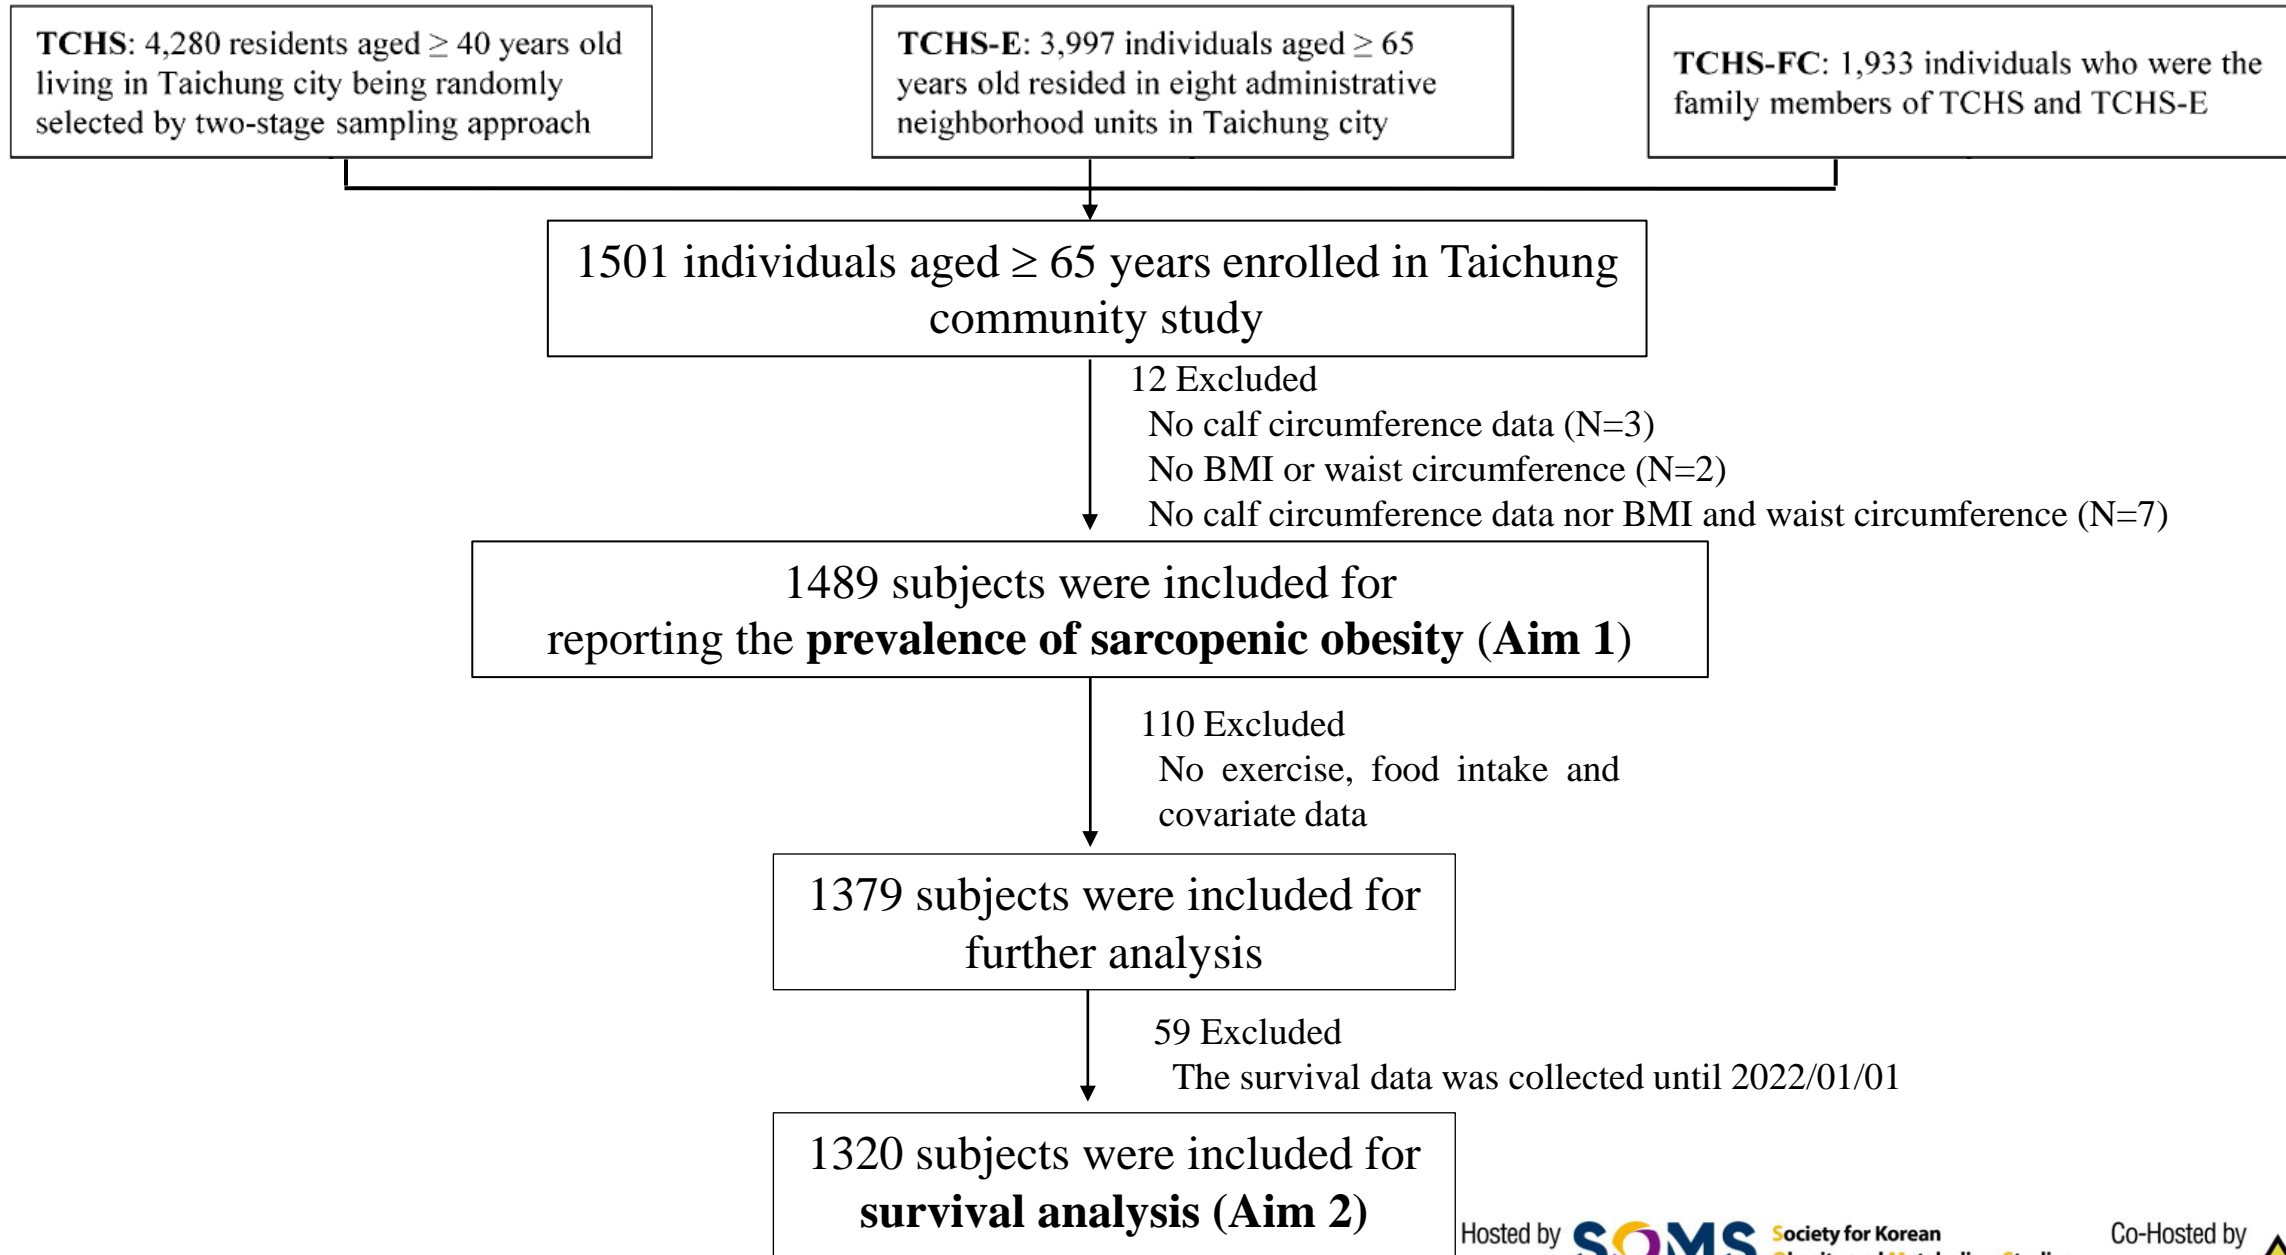 TCHS: 4,280 residents aged ≥ 40 years old
living in Taichung city being randomly
selected by two-stage sampling approach
TCHS-E: 3,997 individuals aged ≥ 65
years old resided in eight administrative
neighborhood units in Taichung city
TCHS-FC: 1,933 individuals who were the
family members of TCHS and TCHS-E
1501 individuals aged ≥ 65 years enrolled in Taichung
community study
12 Excluded
No calf circumference data (N=3)
No BMI or waist circumference (N=2)
No calf circumference data nor BMI and waist circumference (N=7)
1489 subjects were included for
reporting the prevalence of sarcopenic obesity (Aim 1)
110 Excluded
No exercise, food intake and
covariate data
1379 subjects were included for
further analysis
59 Excluded
The survival data was collected until 2022/01/01
1320 subjects were included for
survival analysis (Aim 2)
Hosted by SOMS Society for Korean
Co-Hosted by